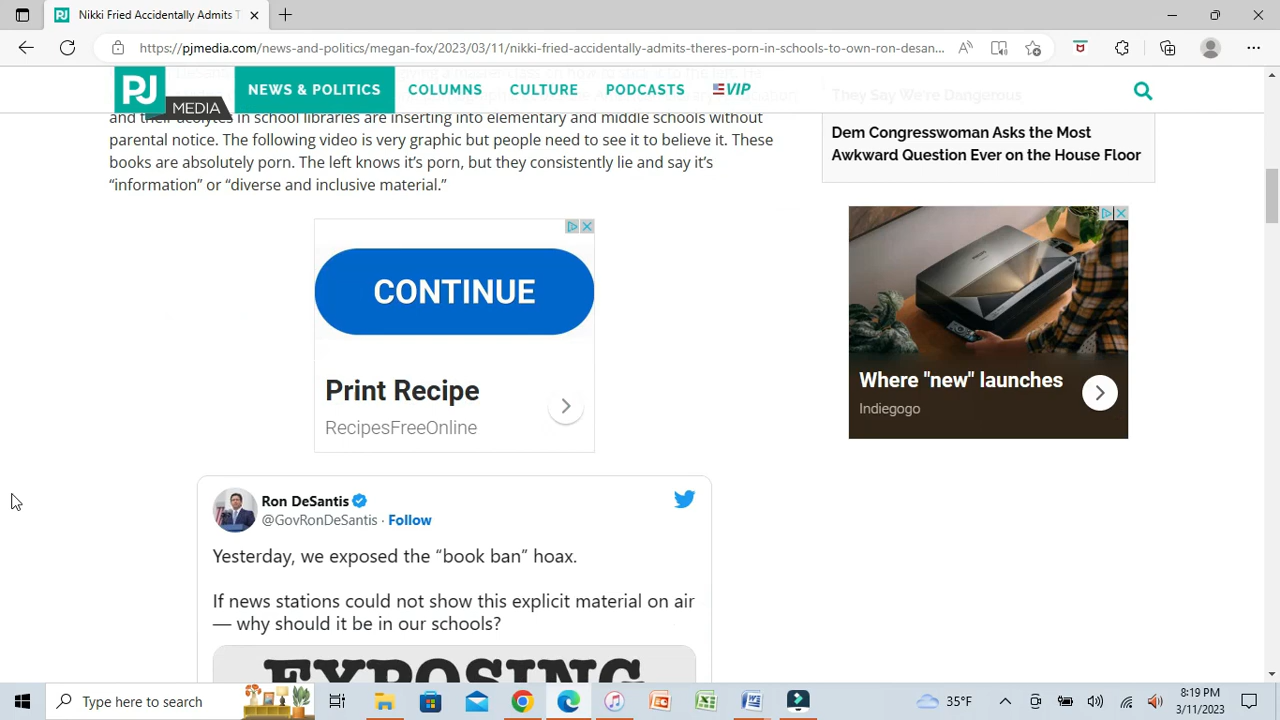 Nikki Fried Accidentally Admits T
https://pjmedia.com/news-and-politics/megan-fox/2023/03/11/nikki-fried-accidentally-admits-theres-porn-in-schools-to-own-ron-desan...
PJ MEDIA
NEWS & POLITICS
COLUMNS
CULTURE
PODCASTS
VIP
They Say We're Dangerous
and their acolytes in school libraries are inserting into elementary and middle schools without
parental notice. The following video is very graphic but people need to see it to believe it. These
books are absolutely porn. The left knows it's porn, but they consistently lie and say it's
“information” or “diverse and inclusive material.”
Dem Congresswoman Asks the Most
Awkward Question Ever on the House Floor
CONTINUE
Print Recipe
RecipesFreeOnline
Where "new" launches
Indiegogo
Ron DeSantis
@GovRonDeSantis · Follow
Yesterday, we exposed the “book ban” hoax.
If news stations could not show this explicit material on air
— why should it be in our schools?
EXPOSING
Type here to search
35°F
8:19 PM
3/11/2023